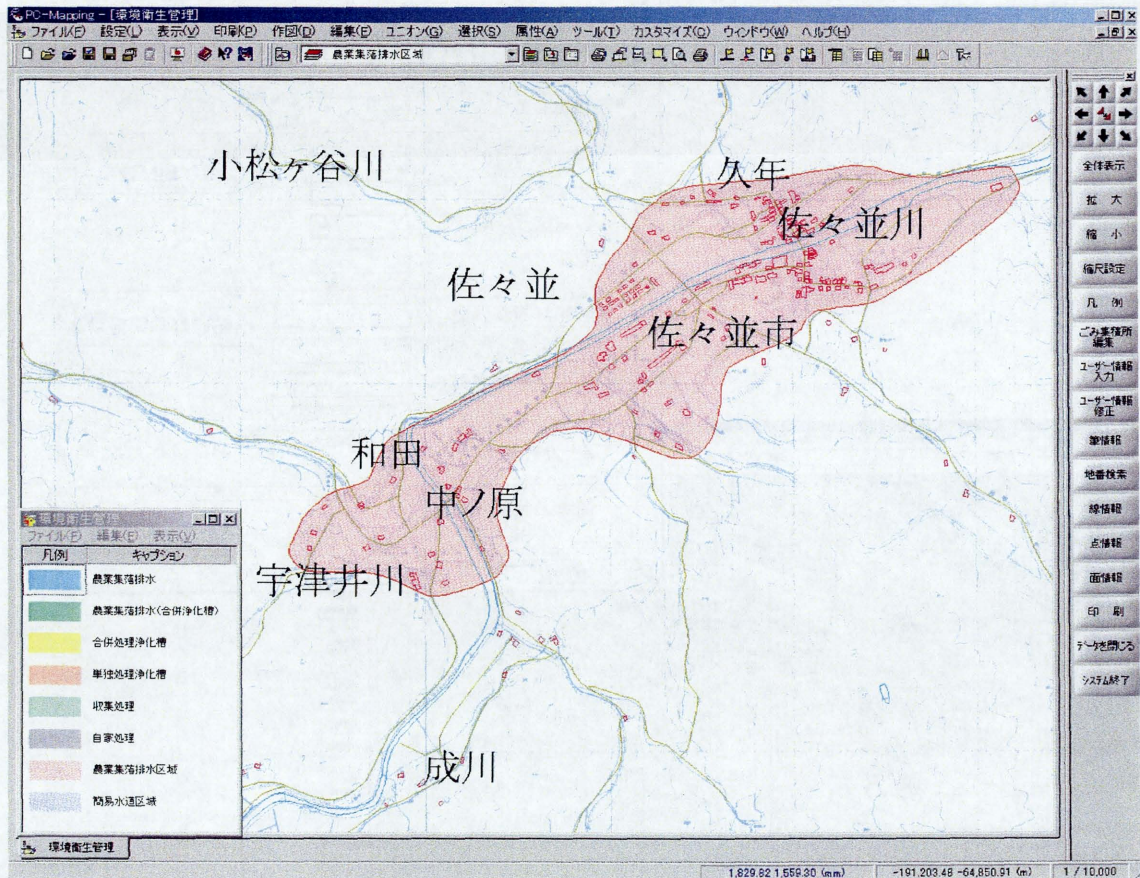 PC-Mapping - [環境衛生管理]
ファイル(F) 設定(L) 表示(V) 印刷(P) 作図(D) 編集(E) ユニオン(G) 選択(S) 属性(A) ツール(T) カスタマイズ(C) ウィンドウ(W) ヘルプ(H)
農業集落排水区域
小松ヶ谷川
久年
佐々並川
佐々並
佐々並市
和田
中ノ原
宇津井川
成川
全体表示
拡 大
縮 小
縮尺設定
凡 例
ごみ集積所
編集
ユーザー情報
入力
ユーザー情報
修正
筆情報
地番検索
線情報
点情報
面情報
印 刷
データを閉じる
システム終了
環境衛生管理
ファイル(F) 編集(E) 表示(V)
凡例 キャプション
農業集落排水
農業集落排水(合併浄化槽)
合併処理浄化槽
単独処理浄化槽
収集処理
自家処理
農業集落排水区域
簡易水道区域
環境衛生管理
1,829.82 1,559.30 (mm) -191,203.48 -64,850.91 (m) 1 / 10,000